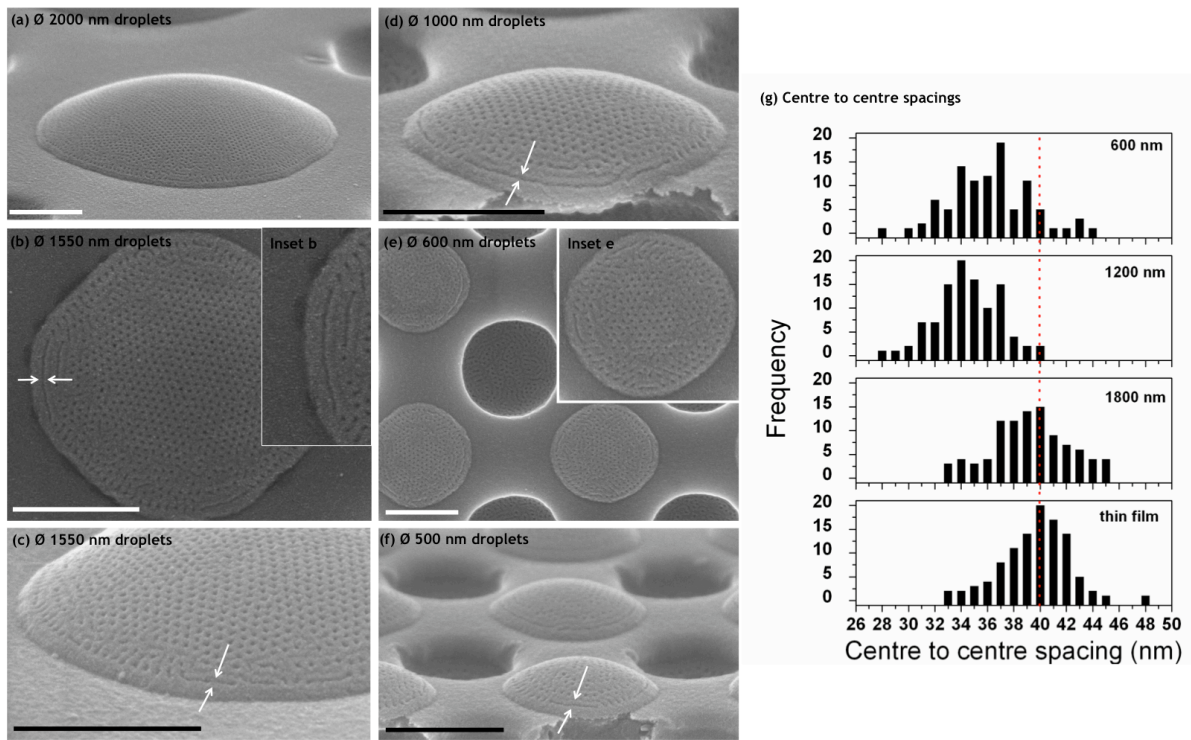 (a) Ø 2000 nm droplets
(b) Ø 1550 nm droplets
Inset b
(c) Ø 1550 nm droplets
(d) Ø 1000 nm droplets
(e) Ø 600 nm droplets
Inset e
(f) Ø 500 nm droplets
(g) Centre to centre spacings
Frequency
20
15
10
5
0
600 nm
20
15
10
5
0
1200 nm
20
15
10
5
0
1800 nm
20
15
10
5
0
thin film
26 28 30 32 34 36 38 40 42 44 46 48 50
Centre to centre spacing (nm)